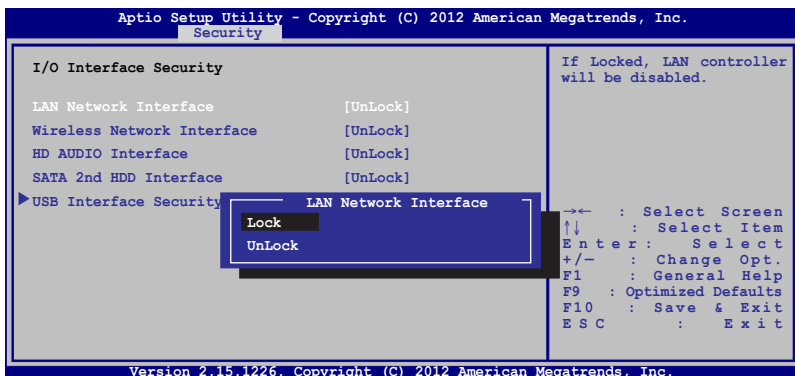 Aptio Setup Utility - Copyright (C) 2012 American Megatrends, Inc.
Security
I/O Interface Security
LAN Network Interface [UnLock]
Wireless Network Interface [UnLock]
HD AUDIO Interface [UnLock]
SATA 2nd HDD Interface [UnLock]
USB Interface Security
LAN Network Interface
Lock
UnLock
If Locked, LAN controller
will be disabled.
→← : Select Screen
↑↓ : Select Item
Enter: Select
+/— : Change Opt.
F1 : General Help
F9 : Optimized Defaults
F10 : Save & Exit
ESC : Exit
Version 2.15.1226. Copyright (C) 2012 American Megatrends, Inc.